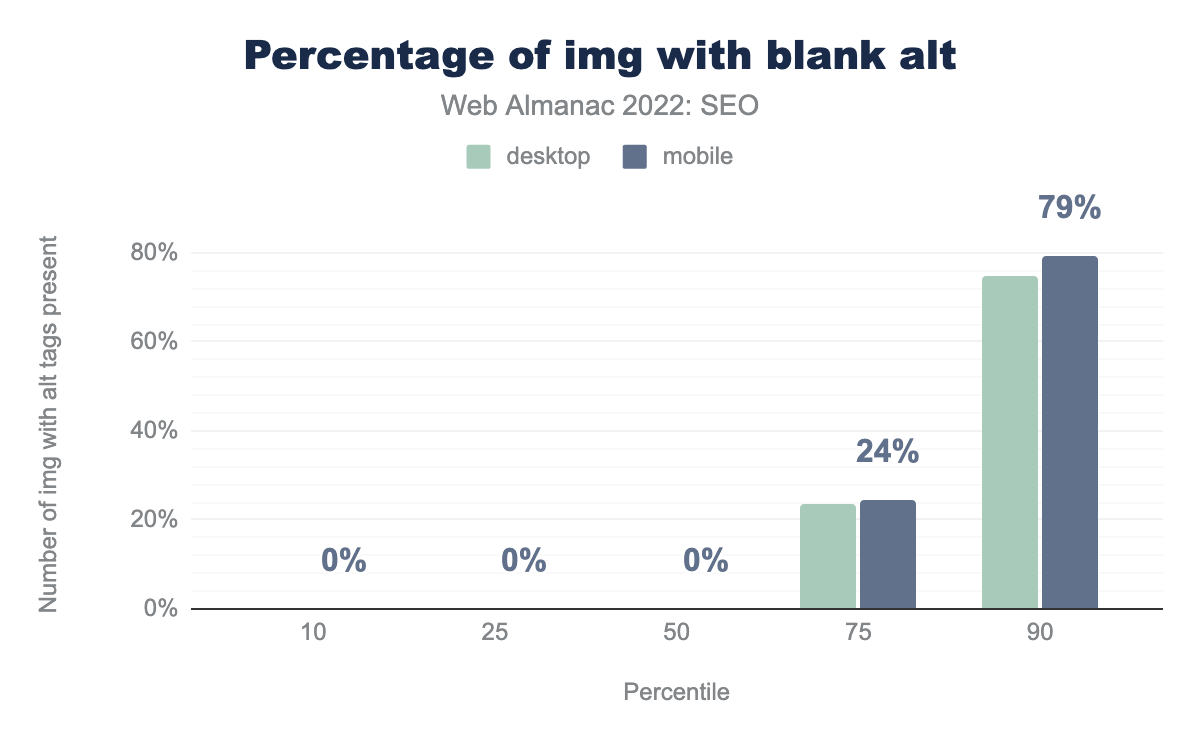 Percentage of img with blank alt
Web Almanac 2022: SEO
desktop mobile
Number of img with alt tags present
79%
80%
60%
40%
24%
20%
0% 0% 0%
0%
10 25 50 75 90
Percentile